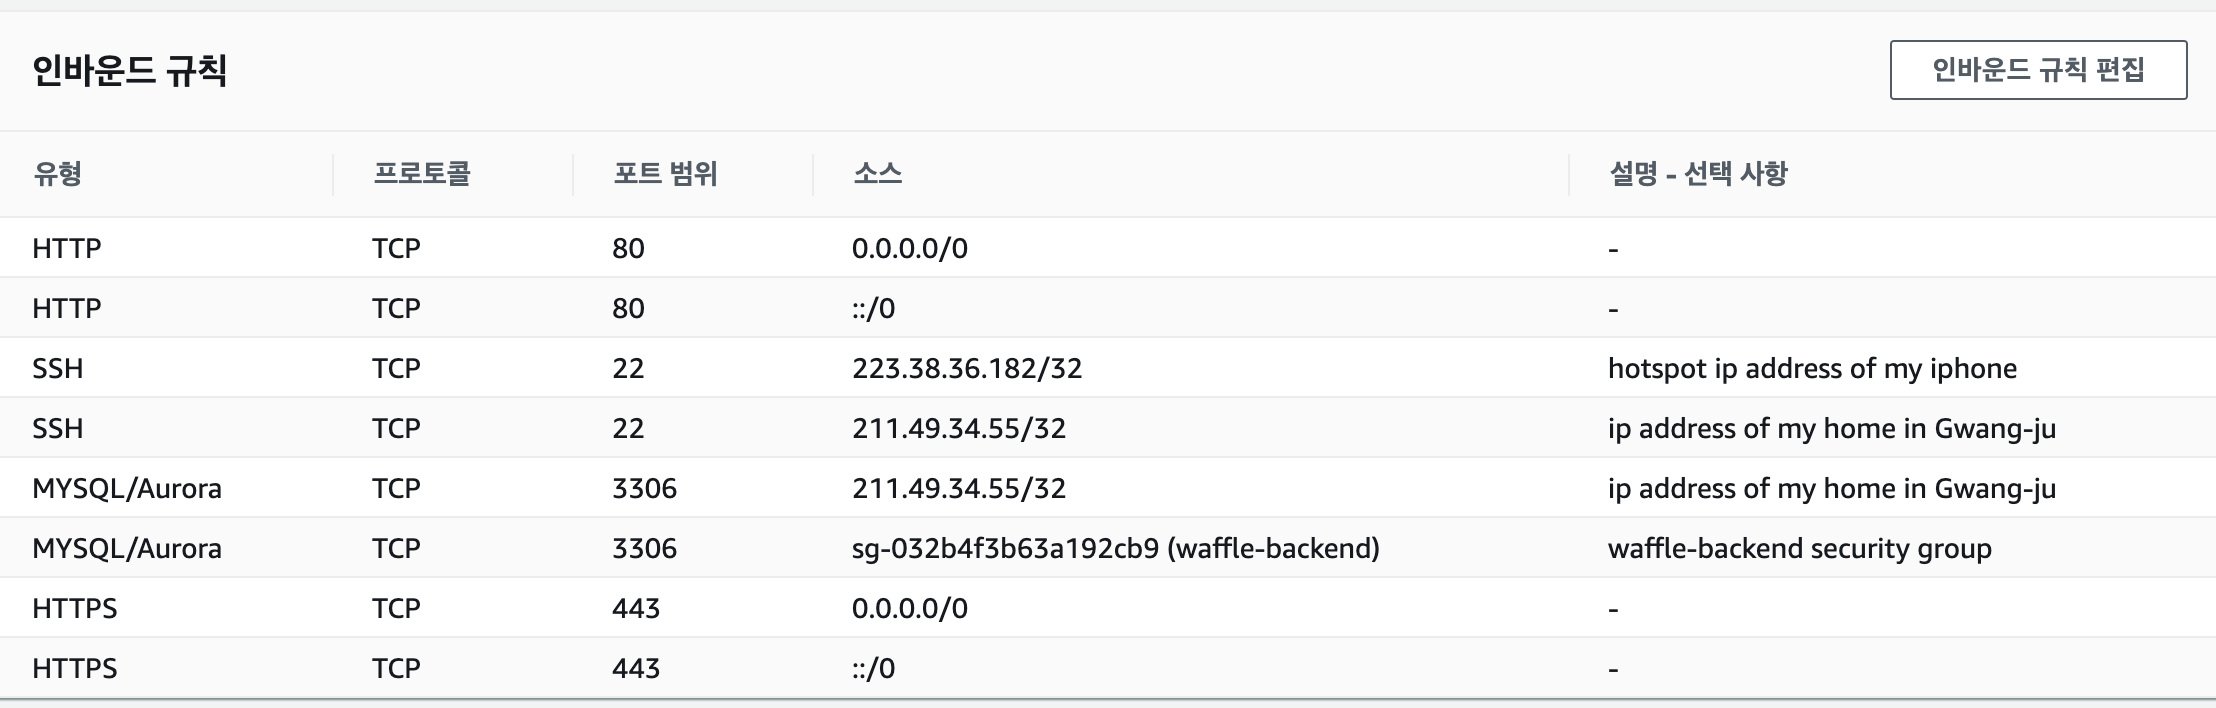 인바운드 규칙
인바운드 규칙 편집
유형 프로토콜 포트 범위 소스 설명 - 선택 사항
HTTP TCP 80 0.0.0.0/0 -
HTTP TCP 80 ::/0 -
SSH TCP 22 223.38.36.182/32 hotspot ip address of my iphone
SSH TCP 22 211.49.34.55/32 ip address of my home in Gwang-ju
MYSQL/Aurora TCP 3306 211.49.34.55/32 ip address of my home in Gwang-ju
MYSQL/Aurora TCP 3306 sg-032b4f3b63a192cb9 (waffle-backend) waffle-backend security group
HTTPS TCP 443 0.0.0.0/0 -
HTTPS TCP 443 ::/0 -